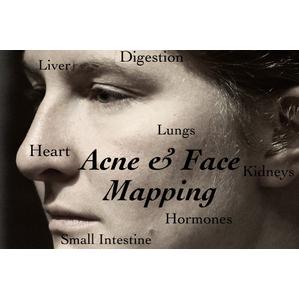 Digestion
Liver
Lungs
Heart
Acne & Face
Mapping
Kidneys
Hormones
Small Intestine